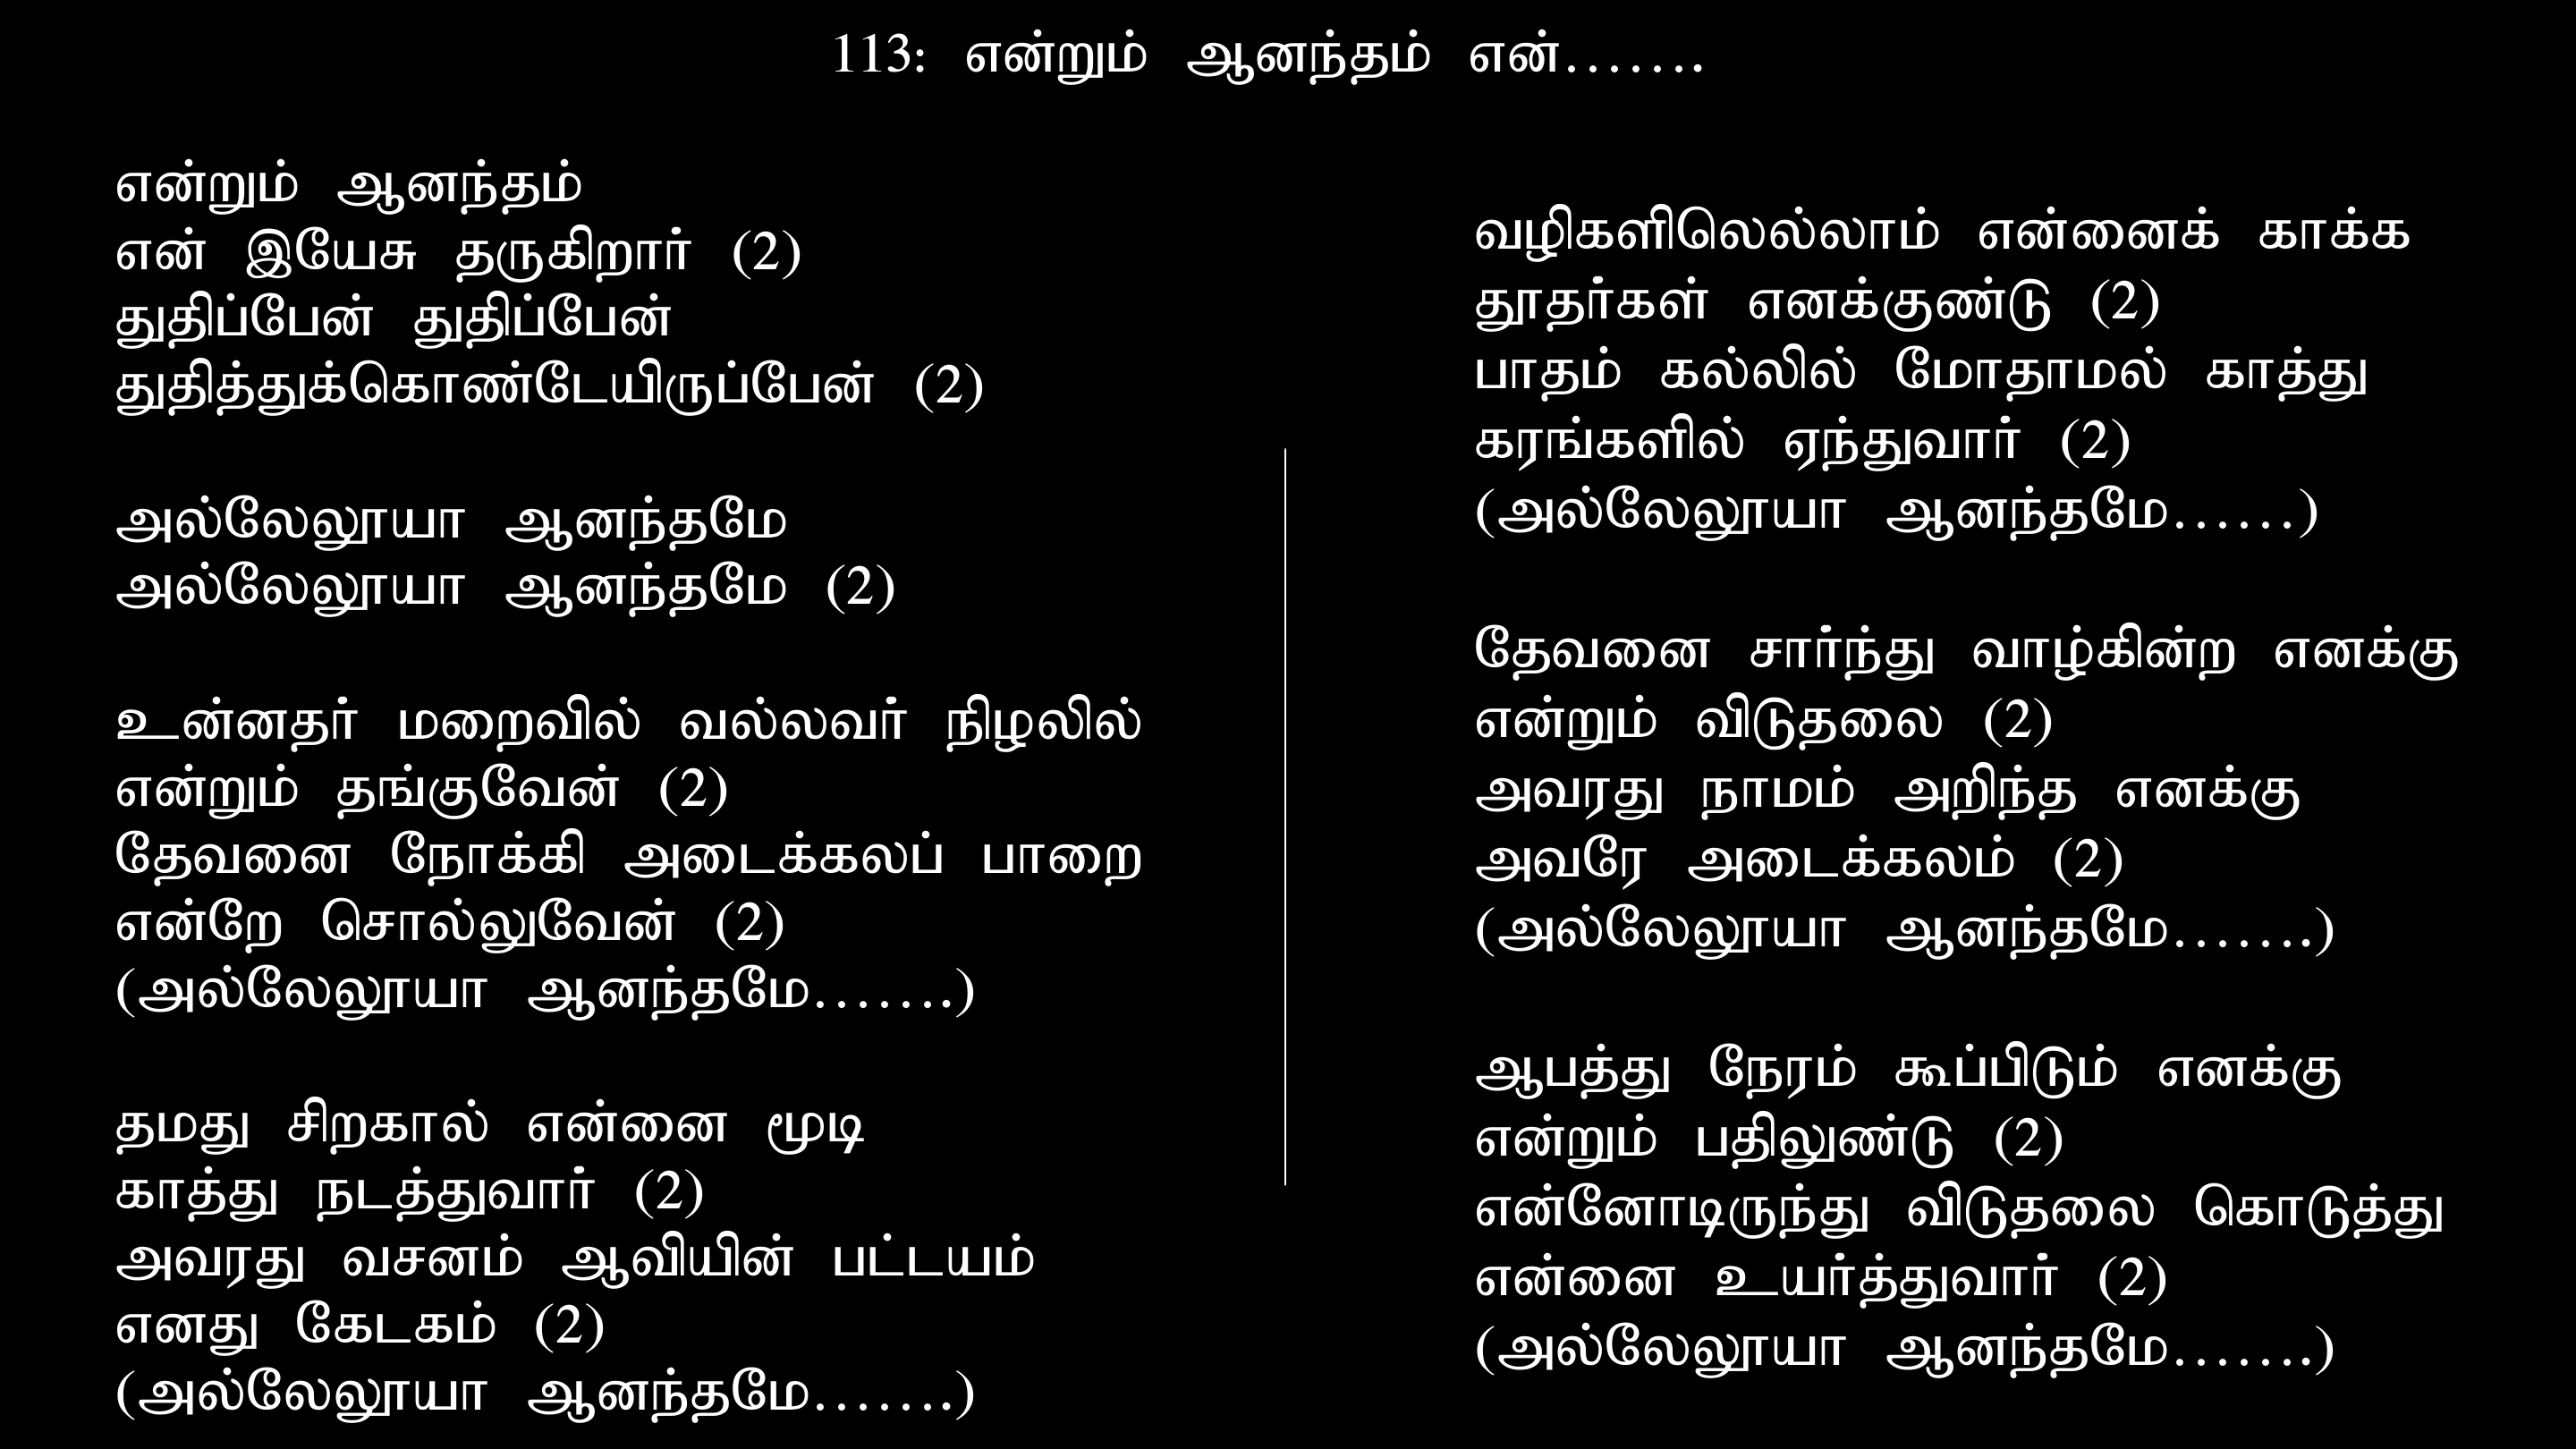 113: என்றும் ஆனந்தம் என்.......
என்றும் ஆனந்தம்
என் இயேசு தருகிறார் (2)
துதிப்பேன் துதிப்பேன்
துதித்துக்கொண்டேயிருப்பேன் (2)
அல்லேலூயா ஆனந்தமே
அல்லேலூயா ஆனந்தமே (2)
உன்னதர் மறைவில் வல்லவர் நிழலில்
என்றும் தங்குவேன் (2)
தேவனை நோக்கி அடைக்கலப் பாறை
என்றே சொல்லுவேன் (2)
(அல்லேலூயா ஆனந்தமே.......)
தமது சிறகால் என்னை மூடி
காத்து நடத்துவார் (2)
அவரது வசனம் ஆவியின் பட்டயம்
எனது கேடகம் (2)
(அல்லேலூயா ஆனந்தமே.......)
வழிகளிலெல்லாம் என்னைக் காக்க
தூதர்கள் எனக்குண்டு (2)
பாதம் கல்லில் மோதாமல் காத்து
கரங்களில் ஏந்துவார் (2)
(அல்லேலூயா ஆனந்தமே......)
தேவனை சார்ந்து வாழ்கின்ற எனக்கு
என்றும் விடுதலை (2)
அவரது நாமம் அறிந்த எனக்கு
அவரே அடைக்கலம் (2)
(அல்லேலூயா ஆனந்தமே.......)
ஆபத்து நேரம் கூப்பிடும் எனக்கு
என்றும் பதிலுண்டு (2)
என்னோடிருந்து விடுதலை கொடுத்து
என்னை உயர்த்துவார் (2)
(அல்லேலூயா ஆனந்தமே.......)